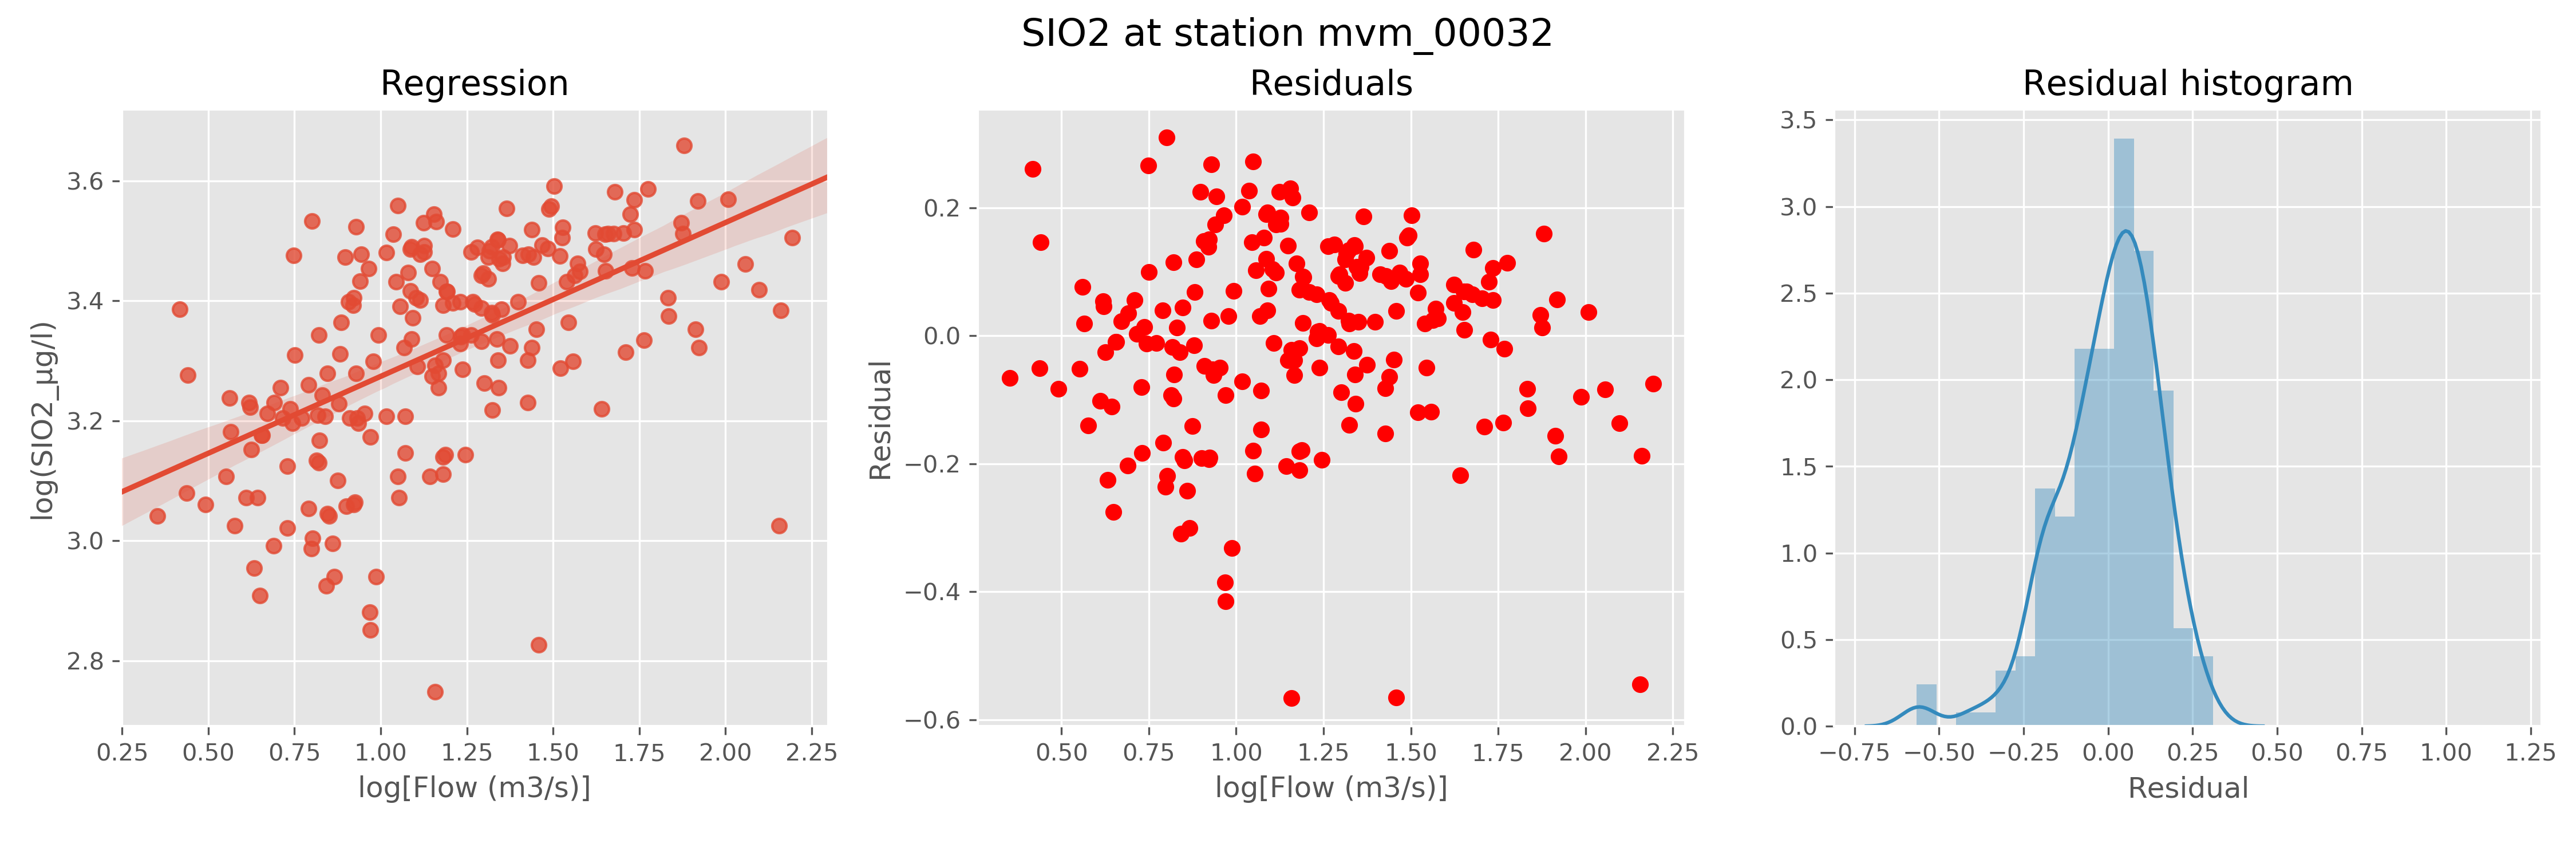 SIO2 at station mvm_00032
Regression
3.6
3.4
3.2
3.0
2.8
log(SIO2_µg/l)
0.25 0.50 0.75 1.00 1.25 1.50 1.75 2.00 2.25
log[Flow (m3/s)]
Residuals
0.2
0.0
−0.2
−0.4
−0.6
Residual
0.50 0.75 1.00 1.25 1.50 1.75 2.00 2.25
log[Flow (m3/s)]
Residual histogram
3.5
3.0
2.5
2.0
1.5
1.0
0.5
0.0
−0.75 −0.50 −0.25 0.00 0.25 0.50 0.75 1.00 1.25
Residual